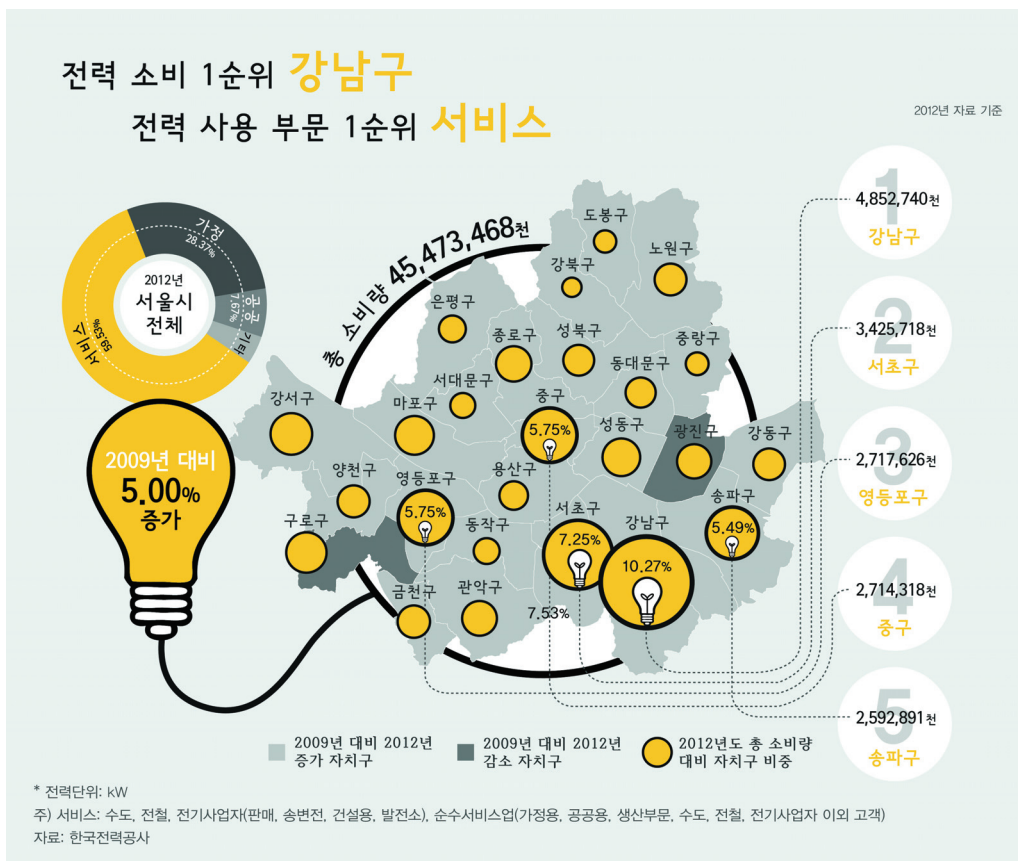 전력 소비 1순위 강남구
전력 사용 부문 1순위 서비스
2012년 자료 기준
가정
28.37%
공공
7.67%
기타
서비스
59.53%
2012년
서울시
전체
2009년 대비
5.00%
증가
총 소비량 45,473,468천
도봉구
노원구
강북구
은평구
종로구
성북구
중랑구
동대문구
서대문구
강서구
마포구
중구
5.75%
성동구
광진구
강동구
양천구
영등포구
5.75%
용산구
송파구
5.49%
구로구
동작구
서초구
7.25%
강남구
10.27%
금천구
관악구
7.53%
1
4,852,740천
강남구
2
3,425,718천
서초구
3
2,717,626천
영등포구
4
2,714,318천
중구
5
2,592,891천
송파구
2009년 대비 2012년
증가 자치구
2009년 대비 2012년
감소 자치구
2012년도 총 소비량
대비 자치구 비중
* 전력단위: kW
주) 서비스: 수도, 전철, 전기사업자(판매, 송변전, 건설용, 발전소), 순수서비스업(가정용, 공공용, 생산부문, 수도, 전철, 전기사업자 이외 고객)
자료: 한국전력공사